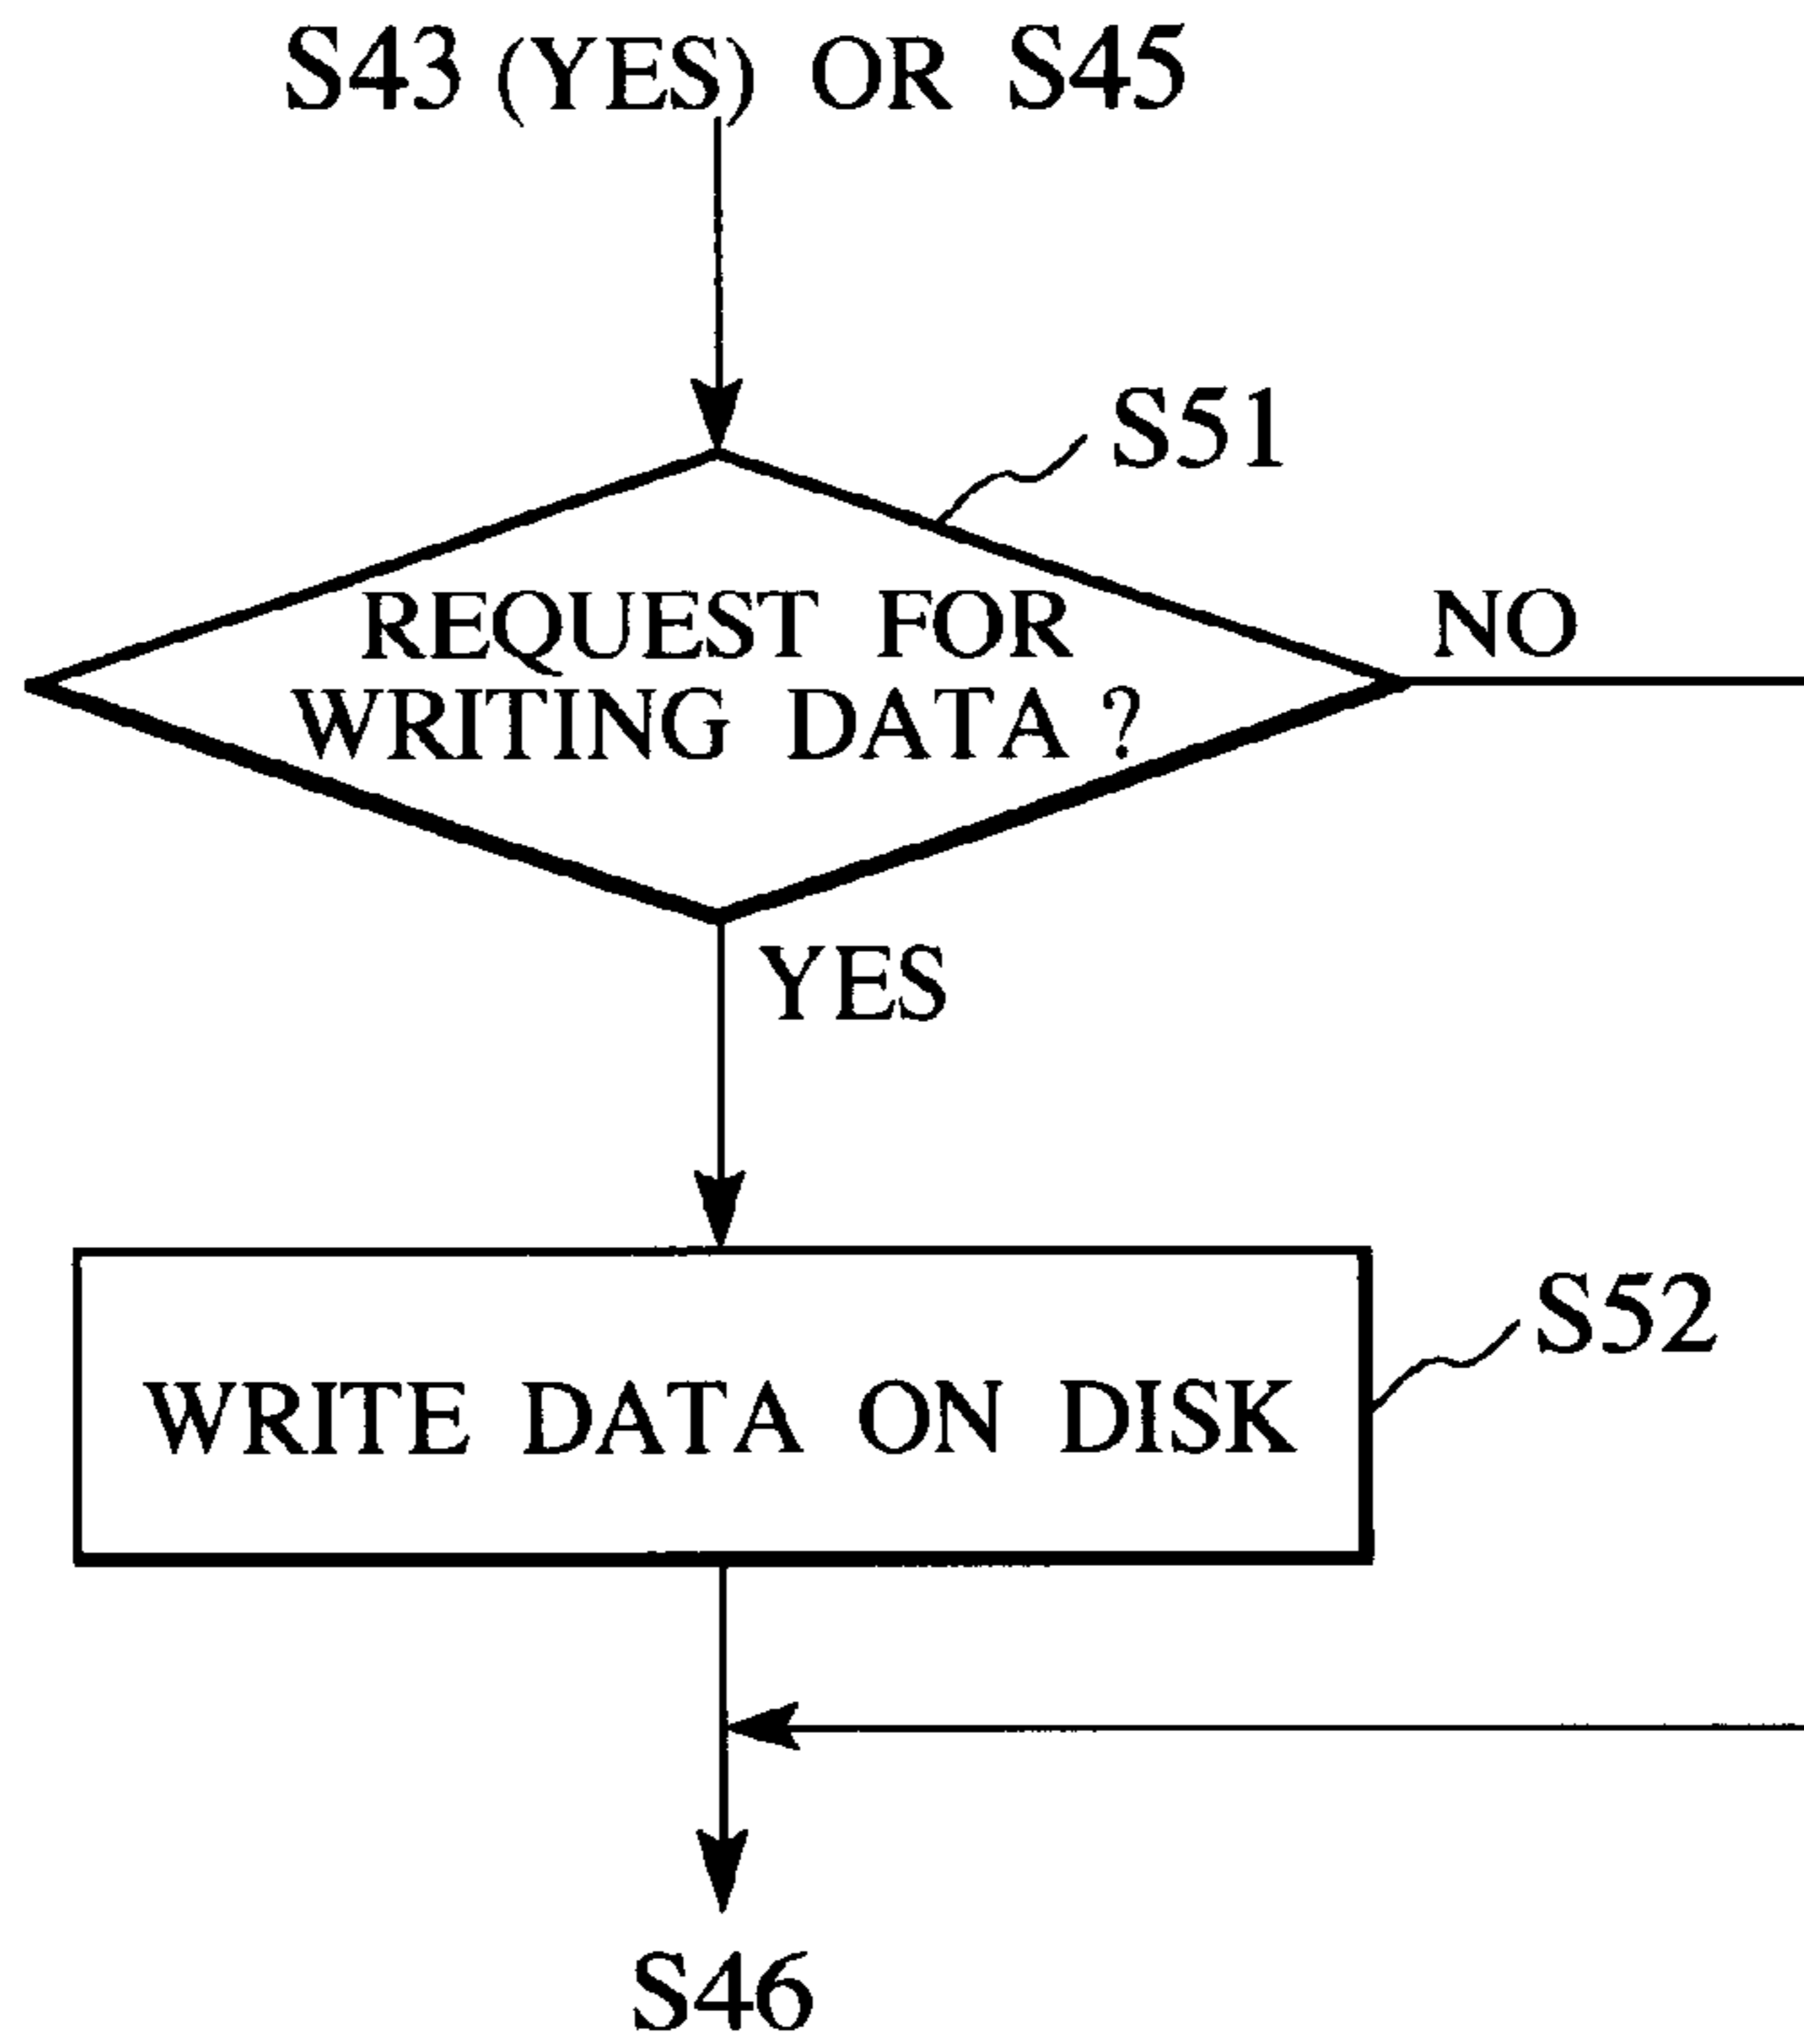 S43 (YES) OR S45
S51
REQUEST FOR
WRITING DATA ?
NO
YES
S52
WRITE DATA ON DISK
S46